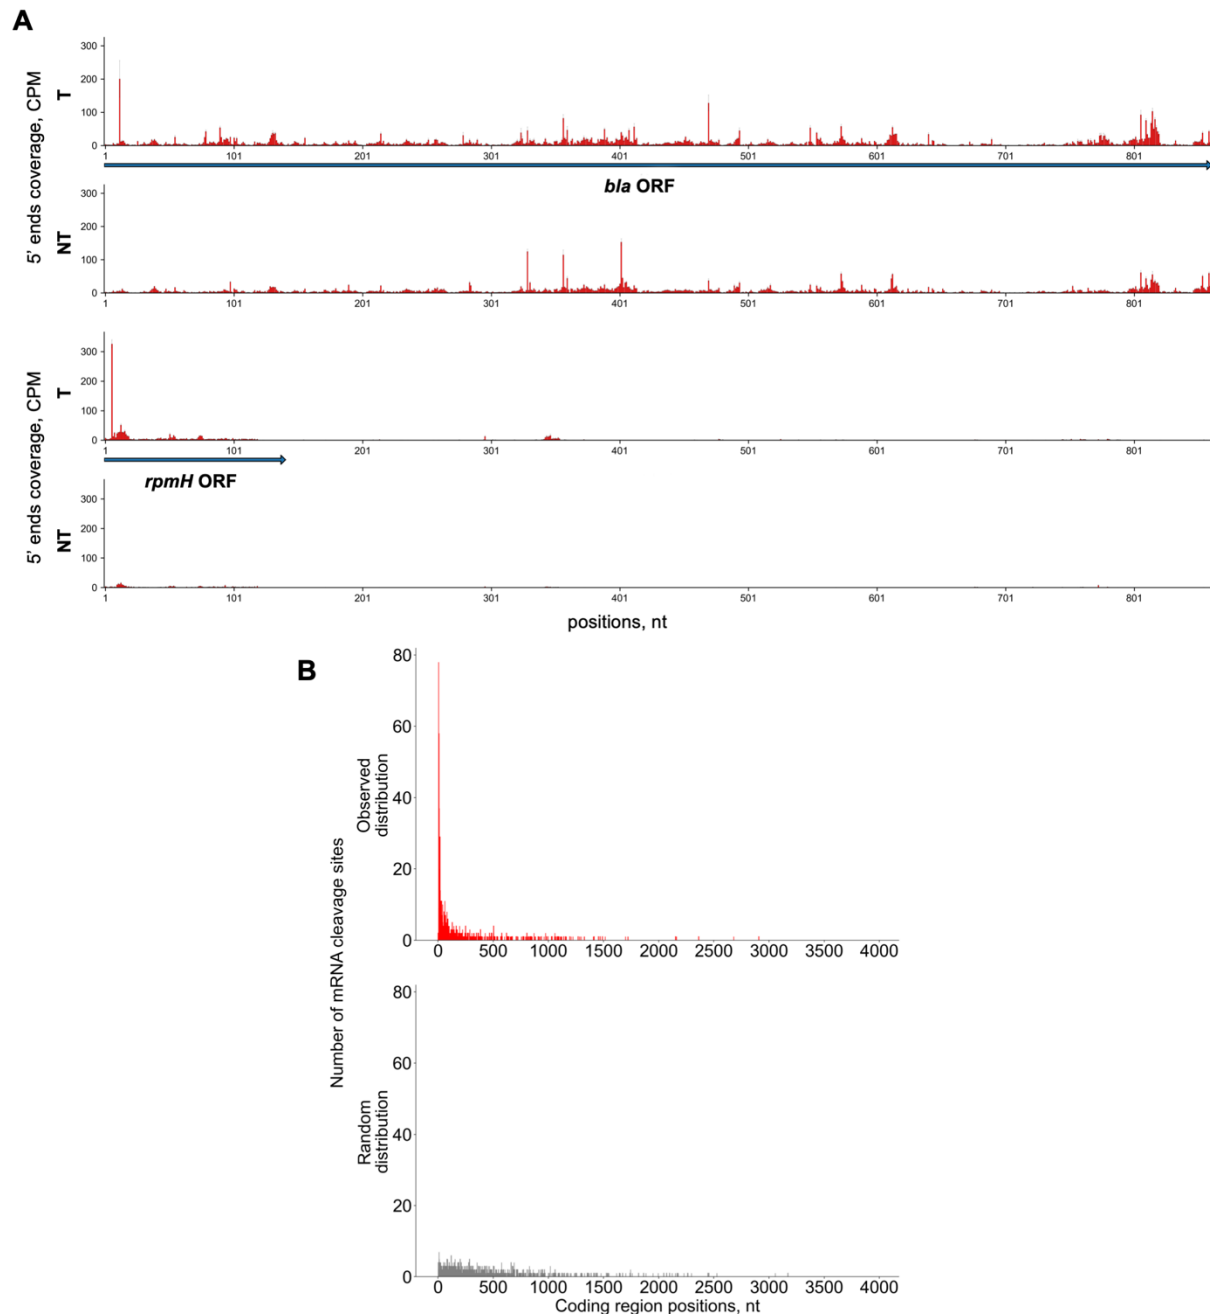 A
5' ends coverage, CPM
T
300
200
100
0
1 101 201 301 401 501 601 701 801
bla ORF
NT
300
200
100
0
1 101 201 301 401 501 601 701 801
5' ends coverage, CPM
T
300
200
100
0
1 101 201 301 401 501 601 701 801
rpmH ORF
NT
300
200
100
0
1 101 201 301 401 501 601 701 801
positions, nt
B
Number of mRNA cleavage sites
Observed
distribution
80
60
40
20
0
0 500 1000 1500 2000 2500 3000 3500 4000
Random
distribution
80
60
40
20
0
0 500 1000 1500 2000 2500 3000 3500 4000
Coding region positions, nt